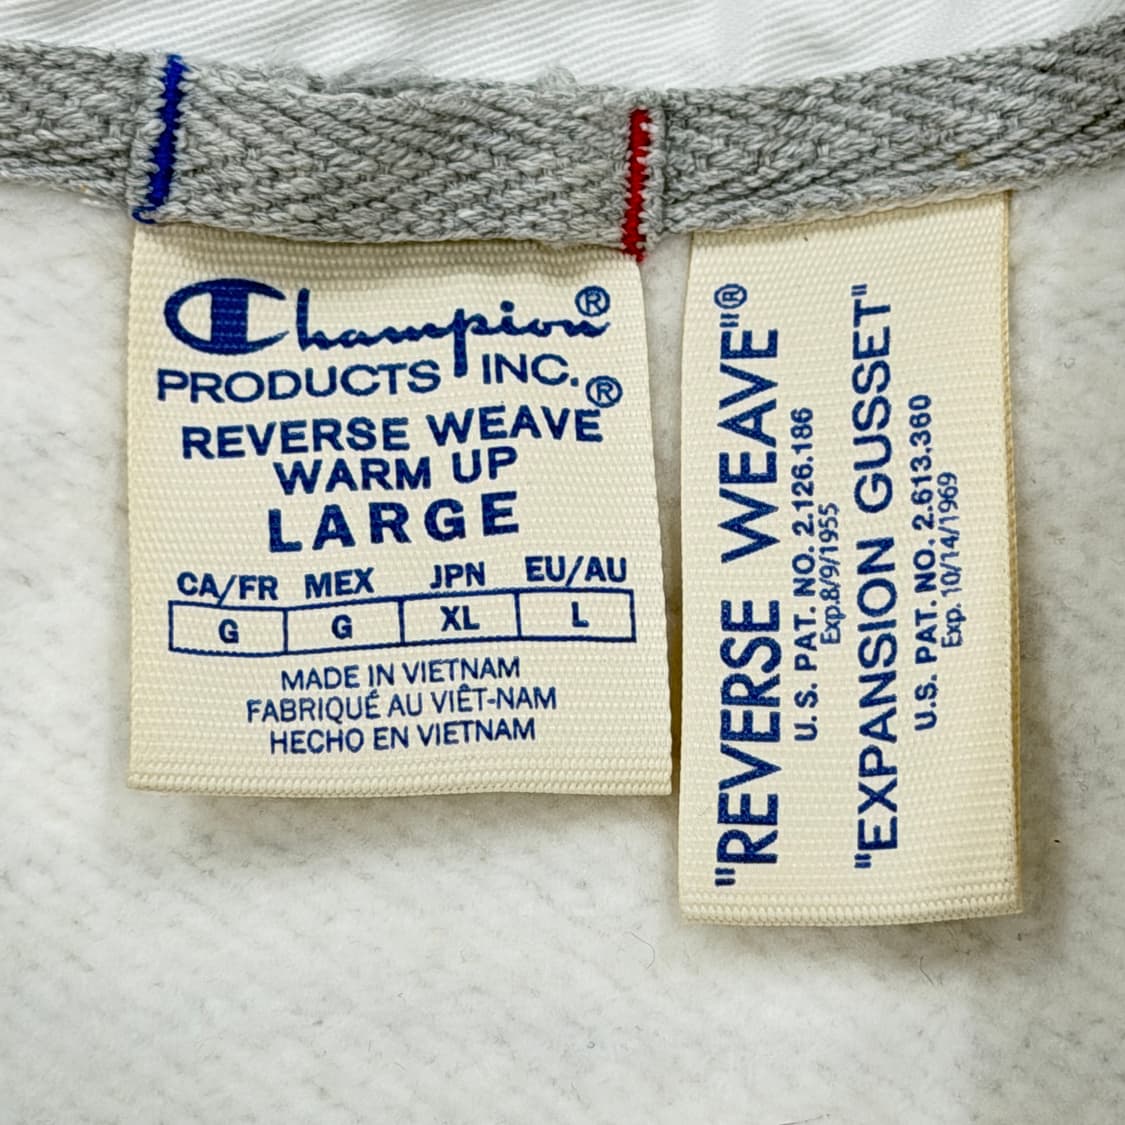 Champion®
PRODUCTS INC.
REVERSE WEAVE®
WARM UP
LARGE
CA/FR MEX JPN EU/AU
G G XL L
MADE IN VIETNAM
FABRIQUÉ AU VIÊT-NAM
HECHO EN VIETNAM
"REVERSE WEAVE"®
U.S. PAT. NO. 2.126.186
Exp.8/9/1955
"EXPANSION GUSSET"
U.S. PAT. NO. 2.613.360
Exp. 10/14/1969